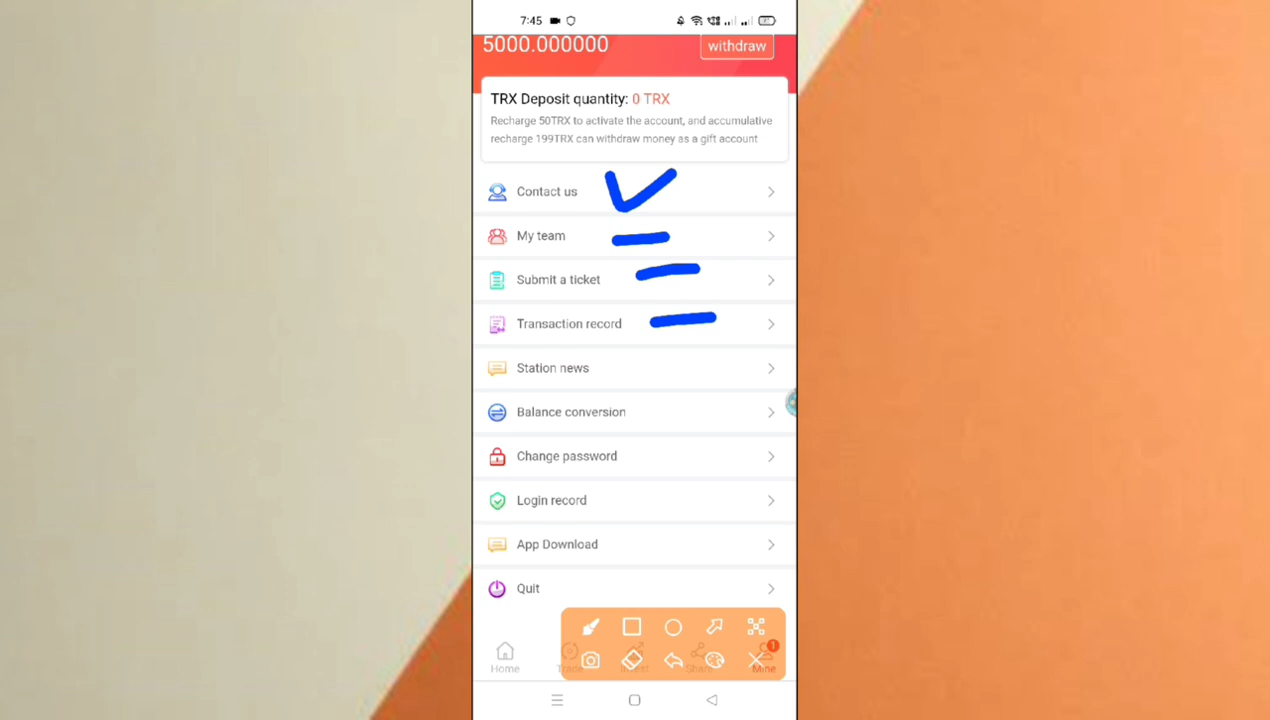 7:45
5000.000000
withdraw
TRX Deposit quantity: 0 TRX
Recharge 50TRX to activate the account, and accumulative
recharge 199TRX can withdraw money as a gift account
Contact us
My team
Submit a ticket
Transaction record
Station news
Balance conversion
Change password
Login record
App Download
Quit
1
Home
Mine